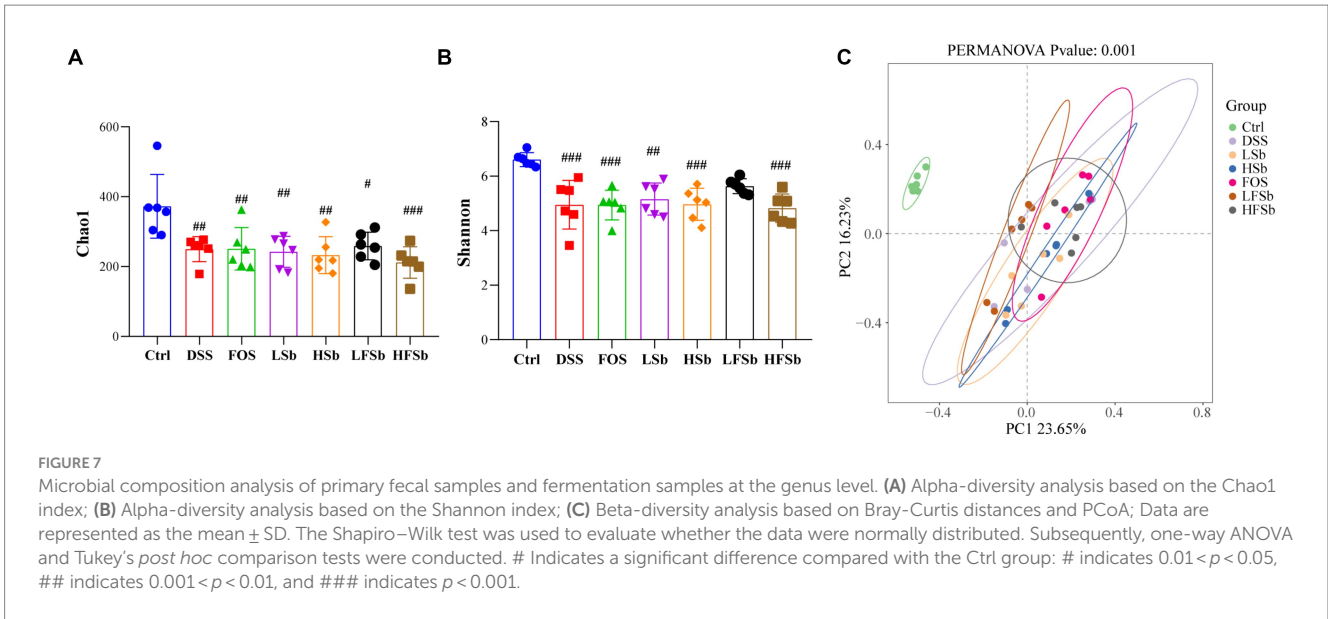 A
Chao1
600
400
200
0
##
##
##
##
#
###
Ctrl DSS FOS LSb HSb LFSb HFSb
B
Shannon
8
6
4
2
0
###
###
##
###
###
Ctrl DSS FOS LSb HSb LFSb HFSb
C
PERMANOVA Pvalue: 0.001
PC2 16.23%
0.4
0.0
−0.4
−0.4 0.0 0.4 0.8
PC1 23.65%
Group
Ctrl
DSS
LSb
HSb
FOS
LFSb
HFSb
FIGURE 7
Microbial composition analysis of primary fecal samples and fermentation samples at the genus level. (A) Alpha-diversity analysis based on the Chao1
index; (B) Alpha-diversity analysis based on the Shannon index; (C) Beta-diversity analysis based on Bray-Curtis distances and PCoA; Data are
represented as the mean ± SD. The Shapiro–Wilk test was used to evaluate whether the data were normally distributed. Subsequently, one-way ANOVA
and Tukey's post hoc comparison tests were conducted. # Indicates a significant difference compared with the Ctrl group: # indicates 0.01 < p < 0.05,
## indicates 0.001 < p < 0.01, and ### indicates p < 0.001.